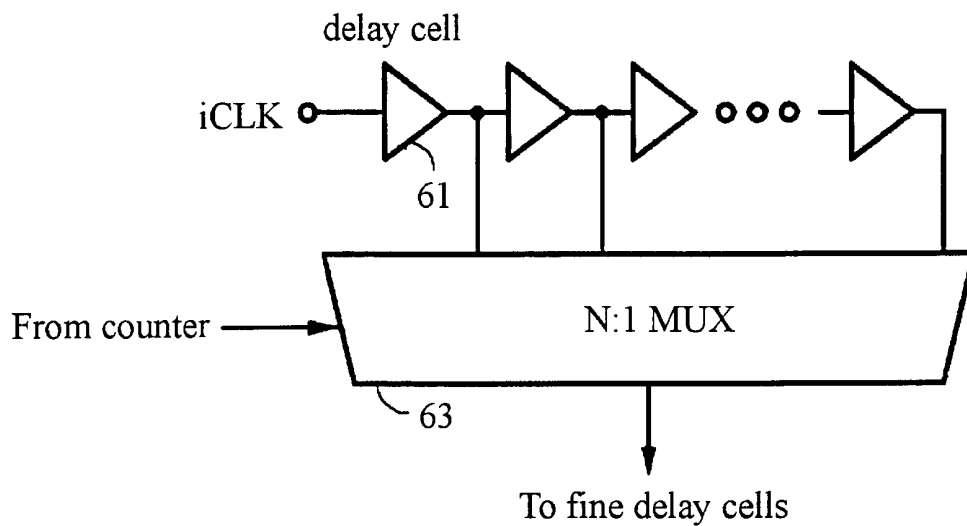 delay cell
iCLK
61
From counter
N:1 MUX
63
To fine delay cells